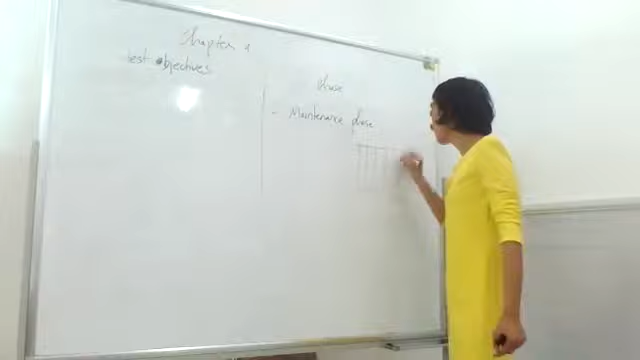 Chapter 4
test objectives
Phase
- Maintenance phase